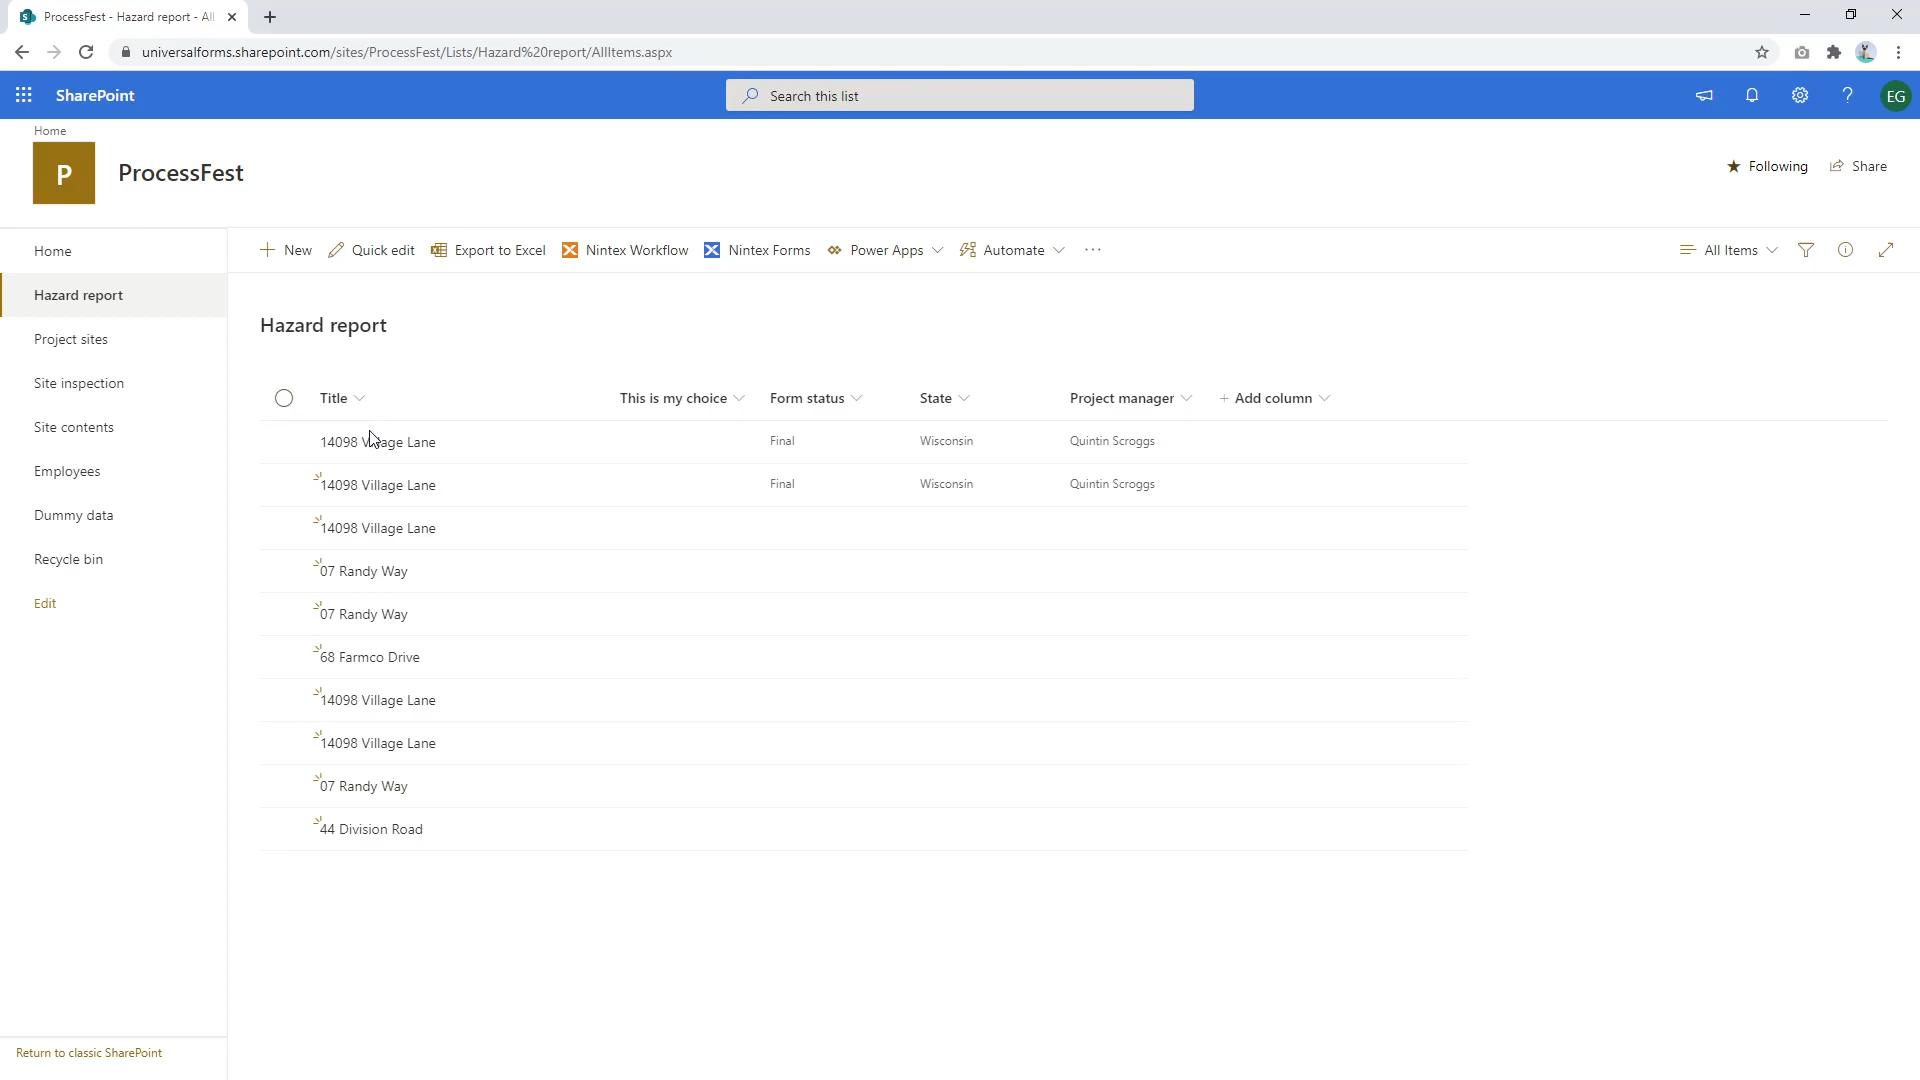 ProcessFest - Hazard report - All
universalforms.sharepoint.com/sites/ProcessFest/Lists/Hazard%20report/AllItems.aspx
SharePoint
Search this list
EG
Home
P
ProcessFest
Following
Share
Home
Hazard report
Project sites
Site inspection
Site contents
Employees
Dummy data
Recycle bin
Edit
Return to classic SharePoint
New
Quick edit
Export to Excel
Nintex Workflow
Nintex Forms
Power Apps
Automate
All Items
Hazard report
Title This is my choice Form status State Project manager + Add column
14098 Village Lane Final Wisconsin Quintin Scroggs
14098 Village Lane Final Wisconsin Quintin Scroggs
14098 Village Lane
07 Randy Way
07 Randy Way
68 Farmco Drive
14098 Village Lane
14098 Village Lane
07 Randy Way
44 Division Road